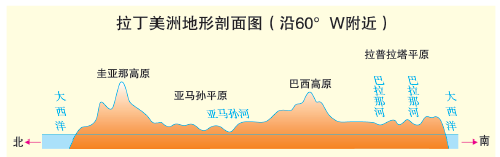 拉丁美洲地形剖面图（沿60°W附近）
拉普拉塔平原
圭亚那高原
亚马孙平原
巴西高原
大西洋
亚马孙河
巴拉那河
巴拉那河
大西洋
北
南